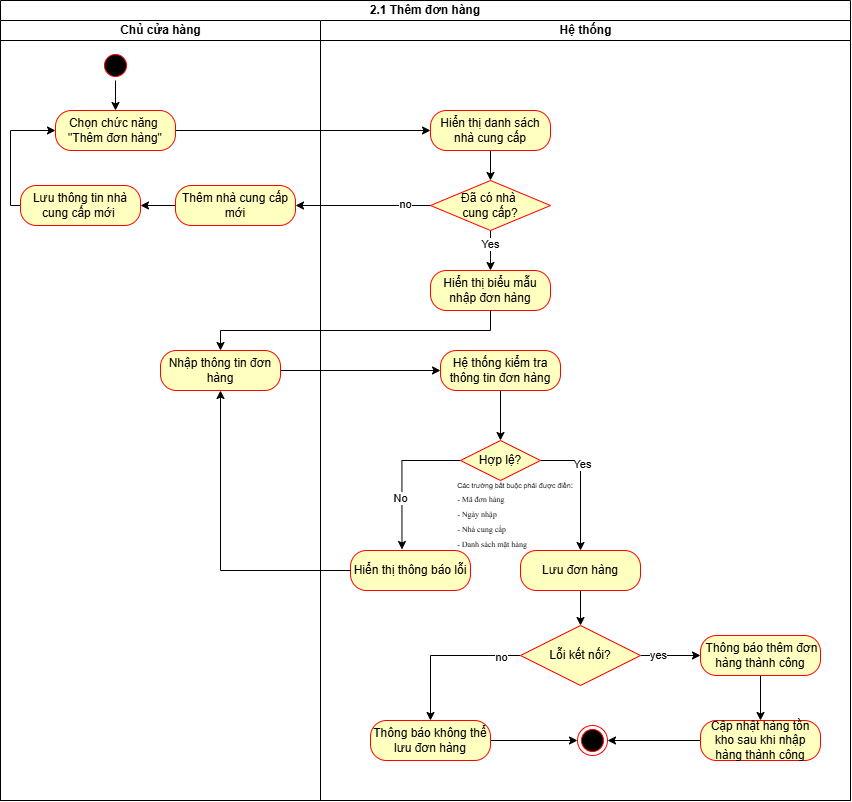 2.1 Thêm đơn hàng
Chủ cửa hàng
Hệ thống
Chọn chức năng
"Thêm đơn hàng"
Hiển thị danh sách
nhà cung cấp
Lưu thông tin nhà
cung cấp mới
Thêm nhà cung cấp
mới
no
Đã có nhà
cung cấp?
Yes
Hiển thị biểu mẫu
nhập đơn hàng
Nhập thông tin đơn
hàng
Hệ thống kiểm tra
thông tin đơn hàng
Hợp lệ?
Yes
No
Các trường bắt buộc phải được điền:
- Mã đơn hàng
- Ngày nhập
- Nhà cung cấp
- Danh sách mặt hàng
Hiển thị thông báo lỗi
Lưu đơn hàng
no
Lỗi kết nối?
yes
Thông báo thêm đơn
hàng thành công
Thông báo không thể
lưu đơn hàng
Cập nhật hàng tồn
kho sau khi nhập
hàng thành công